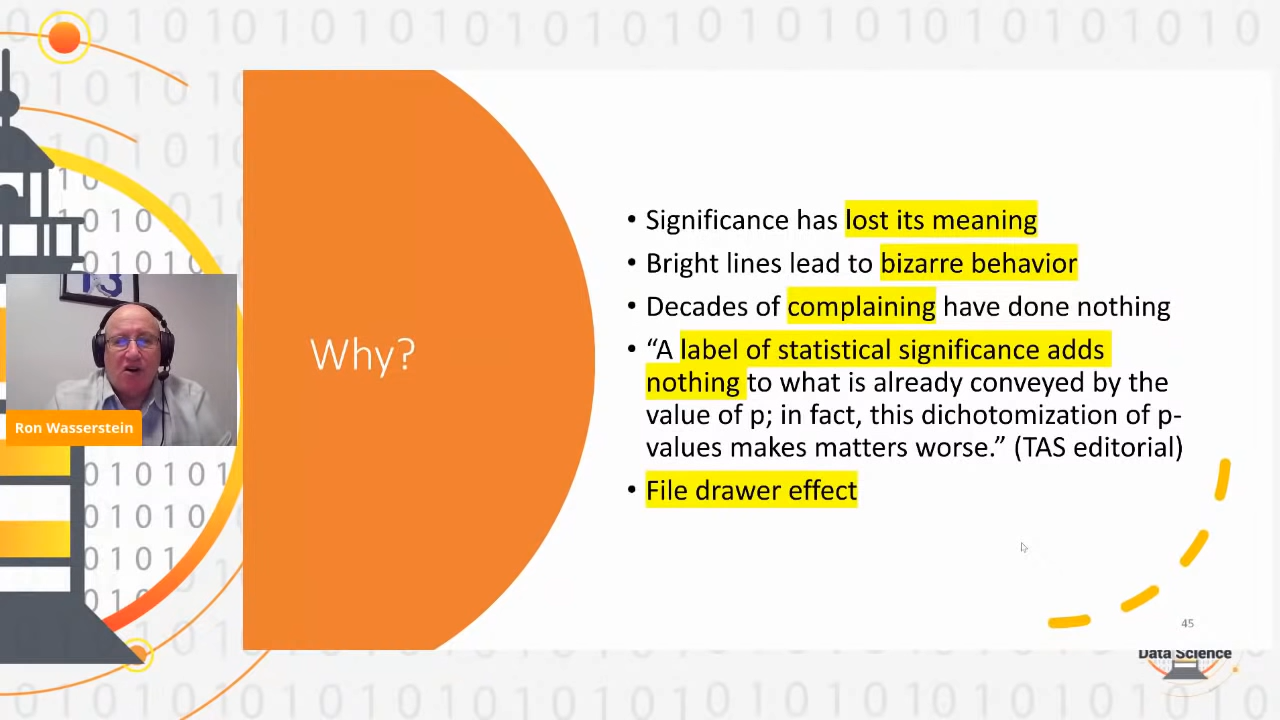 Why?
• Significance has lost its meaning
• Bright lines lead to bizarre behavior
• Decades of complaining have done nothing
• “A label of statistical significance adds
nothing to what is already conveyed by the
value of p; in fact, this dichotomization of p-
values makes matters worse.” (TAS editorial)
• File drawer effect
13
Ron Wasserstein
45
Data Science